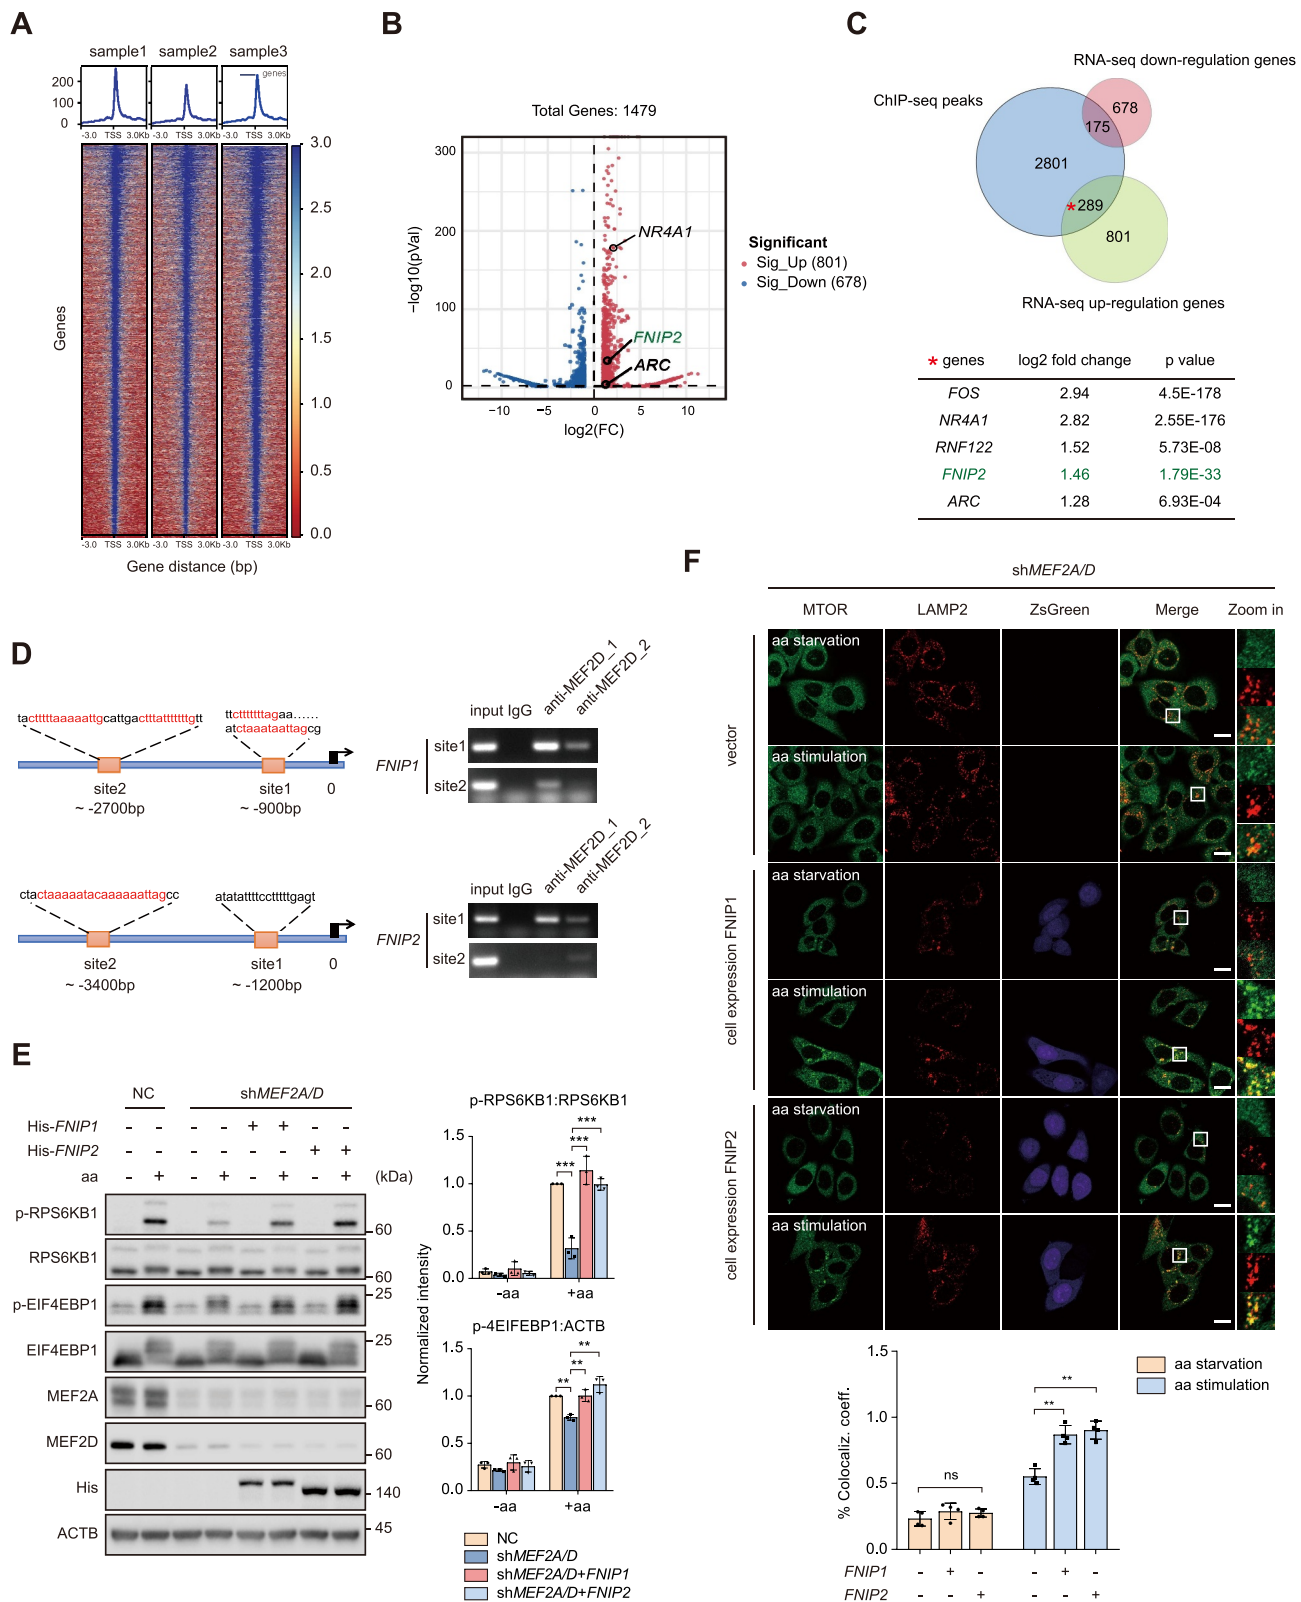 A
sample1 sample2 sample3
genes
200
100
0
-3.0 TSS 3.0Kb -3.0 TSS 3.0Kb -3.0 TSS 3.0Kb
Genes
3.0
2.5
2.0
1.5
1.0
0.5
0.0
-3.0 TSS 3.0Kb -3.0 TSS 3.0Kb -3.0 TSS 3.0Kb
Gene distance (bp)
B
Total Genes: 1479
300
200
100
0
−log10(pVal)
NR4A1
FNIP2
ARC
−10 −5 0 5 10
log2(FC)
Significant
Sig_Up (801)
Sig_Down (678)
C
RNA-seq down-regulation genes
ChIP-seq peaks
678
175
2801
*289
801
RNA-seq up-regulation genes
* genes log2 fold change p value
FOS 2.94 4.5E-178
NR4A1 2.82 2.55E-176
RNF122 1.52 5.73E-08
FNIP2 1.46 1.79E-33
ARC 1.28 6.93E-04
D
tactttttaaaaattgcattgactttatttttttgtt
ttctttttttagaa......
atctaaataattagcg
site2 site1 0
~ -2700bp ~ -900bp
FNIP1
input IgG anti-MEF2D_1 anti-MEF2D_2
site1
site2
ctactaaaaatacaaaaaattagcc
atatattttcctttttgagt
site2 site1 0
~ -3400bp ~ -1200bp
FNIP2
input IgG anti-MEF2D_1 anti-MEF2D_2
site1
site2
E
NC shMEF2A/D
His-FNIP1 - - - - + + - -
His-FNIP2 - - - - - - + +
aa - + - + - + - + (kDa)
p-RPS6KB1 60
RPS6KB1 60
p-EIF4EBP1 25
EIF4EBP1 25
MEF2A 60
MEF2D 60
His 140
ACTB 45
Normalized intensity
p-RPS6KB1:RPS6KB1
1.5
1.0
0.5
0.0
*** *** ***
-aa +aa
p-4EIFEBP1:ACTB
1.5
1.0
0.5
0.0
** ** **
-aa +aa
NC
shMEF2A/D
shMEF2A/D+FNIP1
shMEF2A/D+FNIP2
F
shMEF2A/D
MTOR LAMP2 ZsGreen Merge Zoom in
vector
aa starvation
aa stimulation
cell expression FNIP1
aa starvation
aa stimulation
cell expression FNIP2
aa starvation
aa stimulation
% Colocaliz. coeff.
1.5
1.0
0.5
0.0
ns
**
**
aa starvation
aa stimulation
FNIP1 - + - - + -
FNIP2 - - + - - +